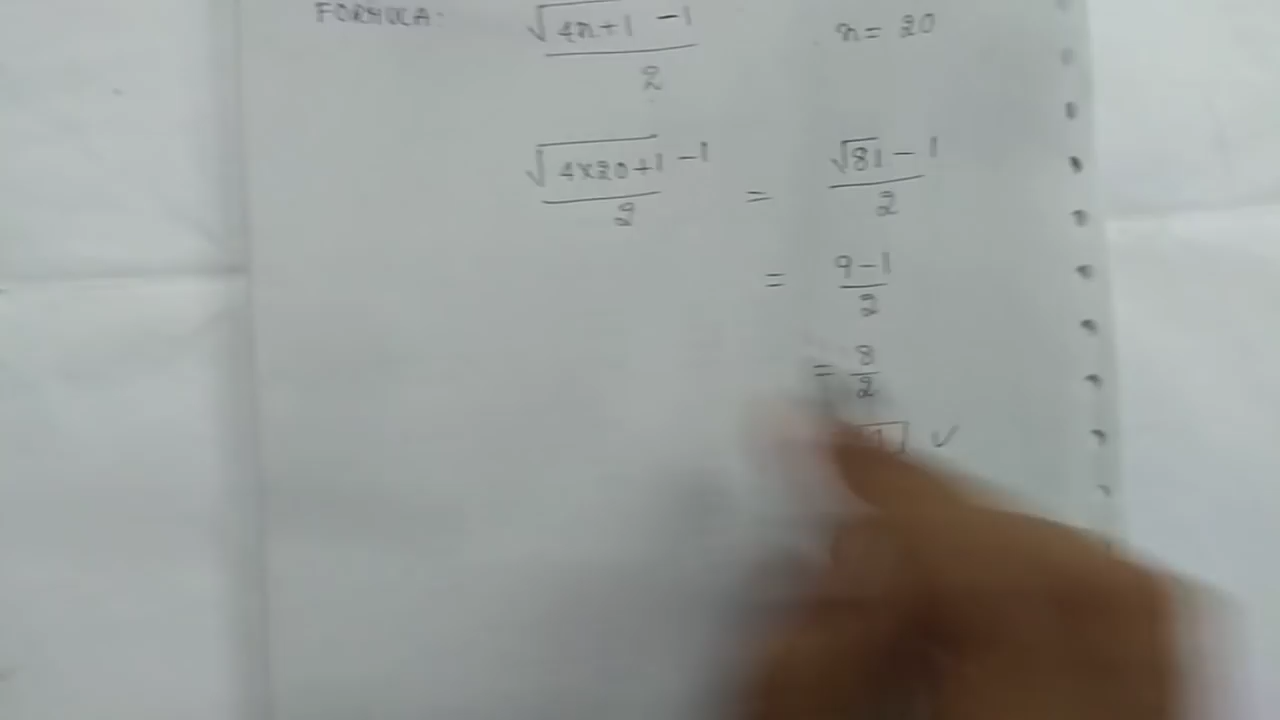 FORMULA: (√(4n+1) -1)/2 n = 20
(√(4×20+1) -1)/2 = (√81 - 1)/2
= (9-1)/2
= 8/2
✓